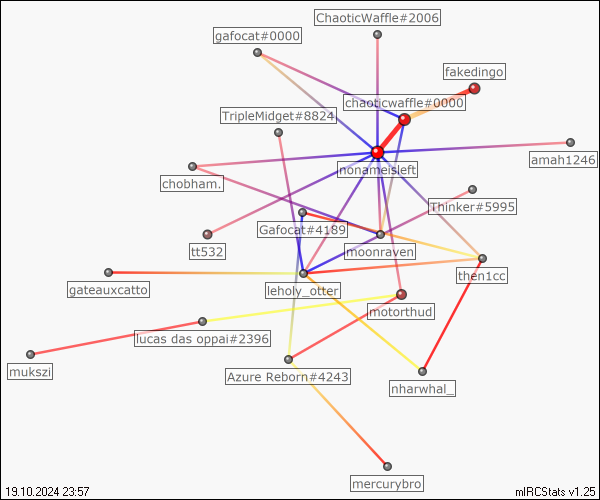 ChaoticWaffle#2006
gafocat#0000
fakedingo
chaoticwaffle#0000
TripleMidget#8824
amah1246
nonameisleft
chobham.
Thinker#5995
Gafocat#4189
moonraven
tt532
then1cc
gateauxcatto
leholy_otter
motorthud
lucas das oppai#2396
mukszi
Azure Reborn#4243
nharwhal_
mercurybro
19.10.2024 23:57
mIRCStats v1.25